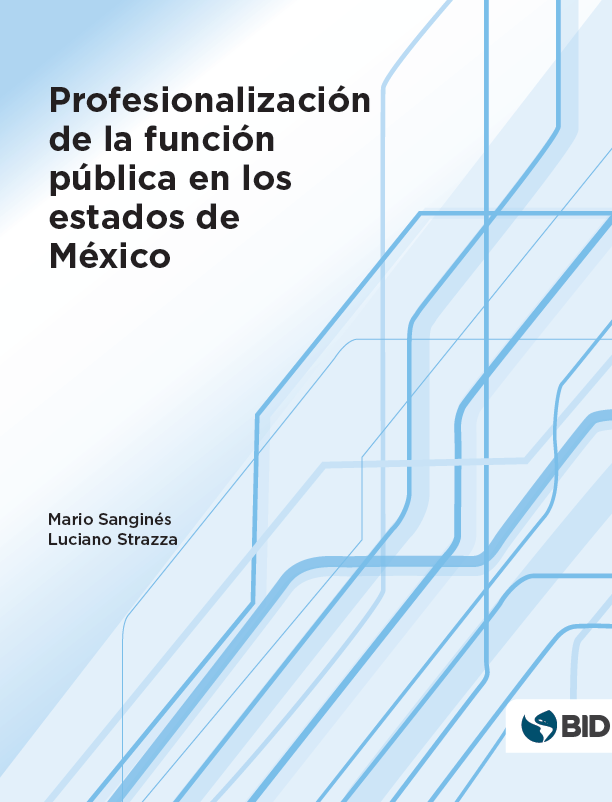 Profesionalización
de la función
pública en los
estados de
México
Mario Sanginés
Luciano Strazza
BID